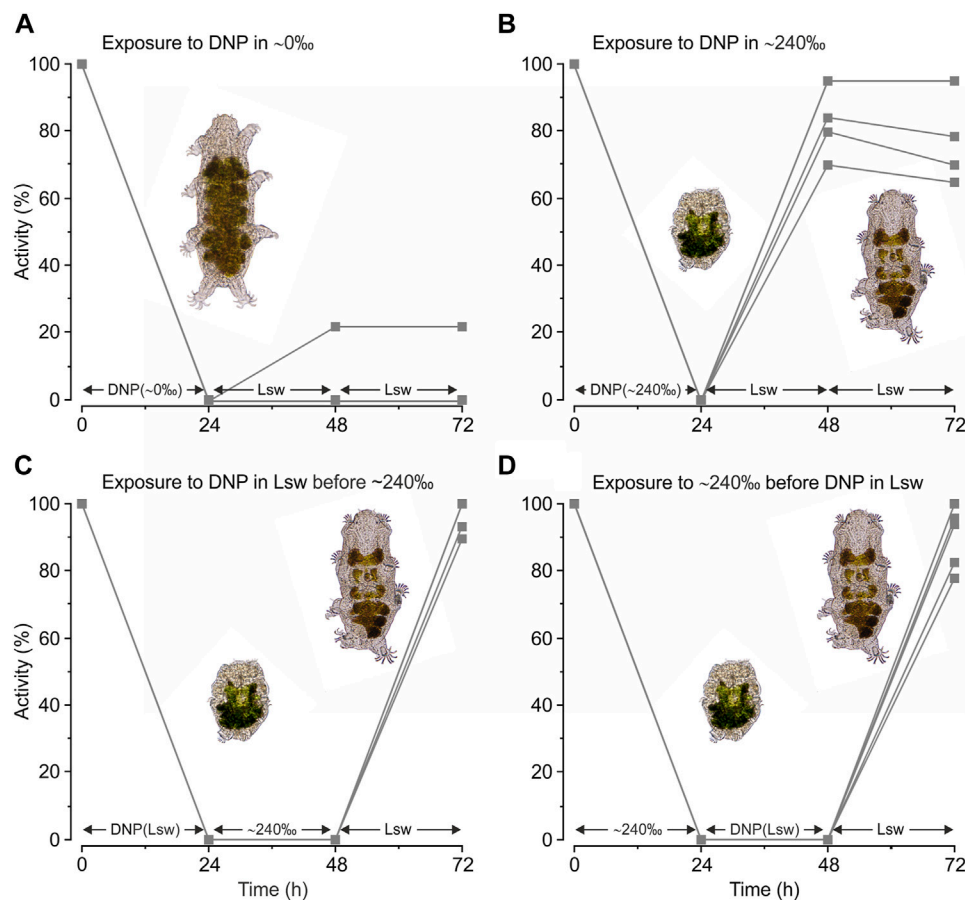 A
Exposure to DNP in ~0‰
B
Exposure to DNP in ~240‰
Activity (%)
100
80
60
40
20
0
DNP(~0‰) Lsw Lsw
0 24 48 72
100
80
60
40
20
0
DNP(~240‰) Lsw Lsw
0 24 48 72
C
Exposure to DNP in Lsw before ~240‰
D
Exposure to ~240‰ before DNP in Lsw
Activity (%)
100
80
60
40
20
0
DNP(Lsw) ~240‰ Lsw
0 24 48 72
Time (h)
100
80
60
40
20
0
~240‰ DNP(Lsw) Lsw
0 24 48 72
Time (h)